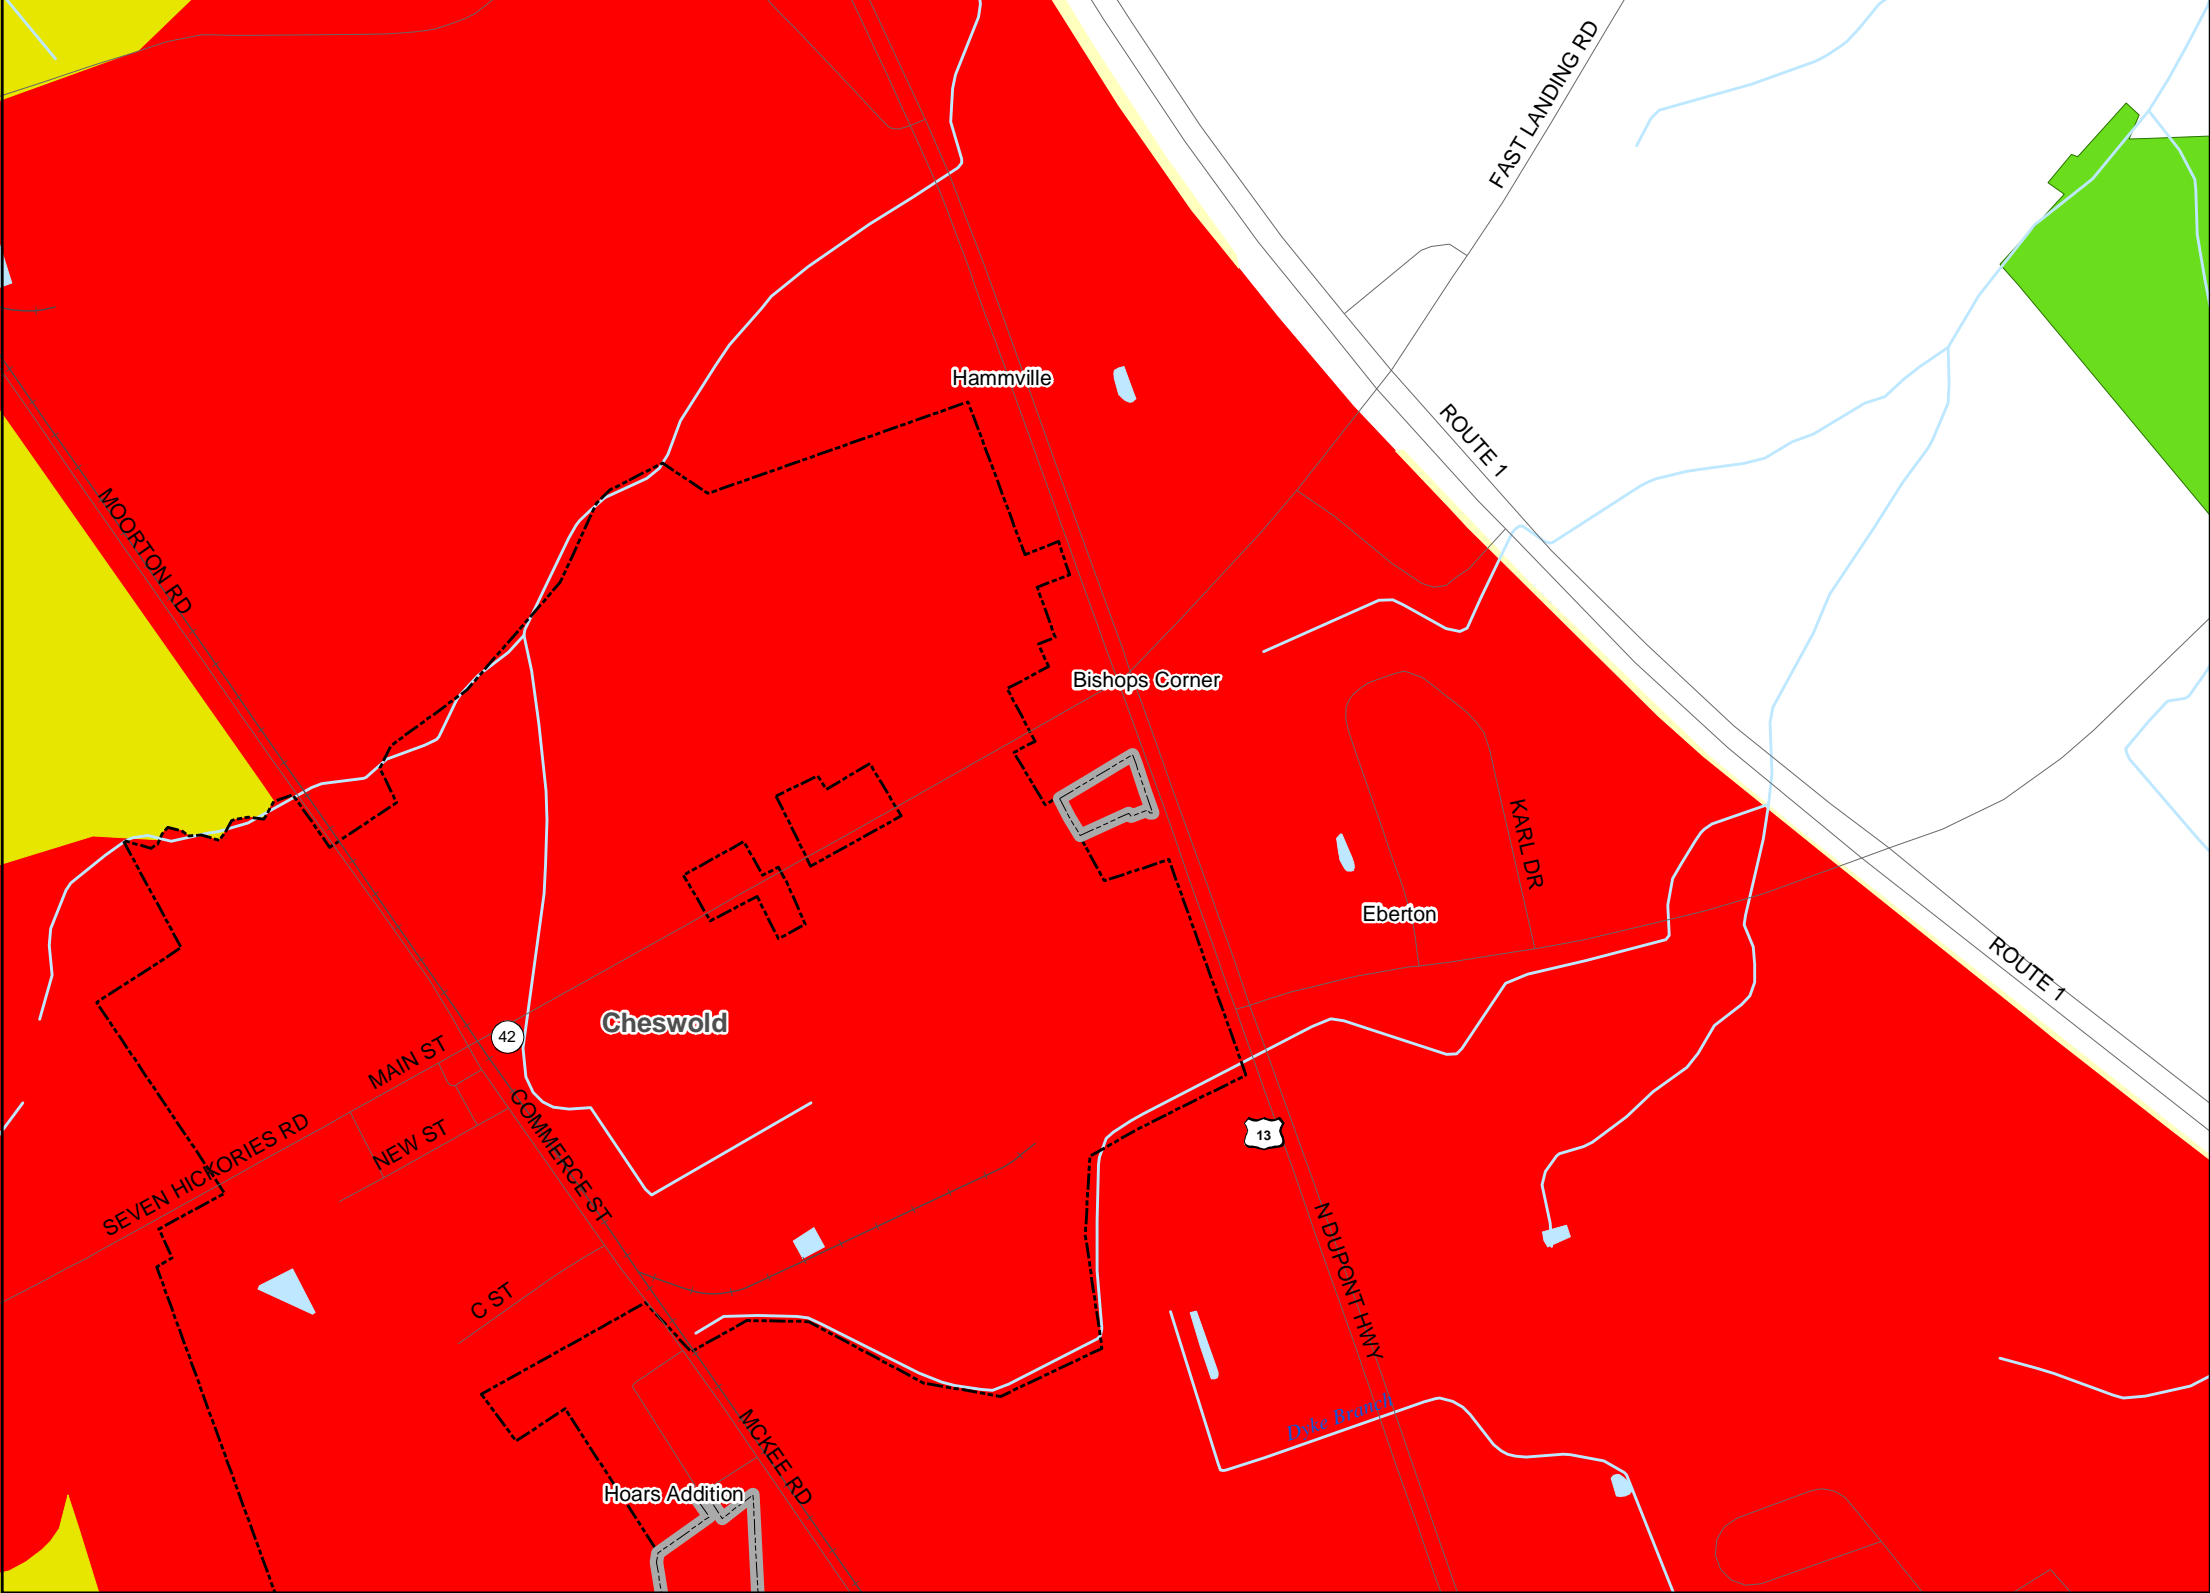 FAST LANDING RD
Hammville
ROUTE 1
MOORTON RD
Bishops Corner
KARL DR
Eberton
ROUTE 1
Cheswold
42
MAIN ST
NEW ST
COMMERCE ST
SEVEN HICKORIES RD
13
N DUPONT HWY
C ST
Dyke Branch
MCKEE RD
Hoars Addition